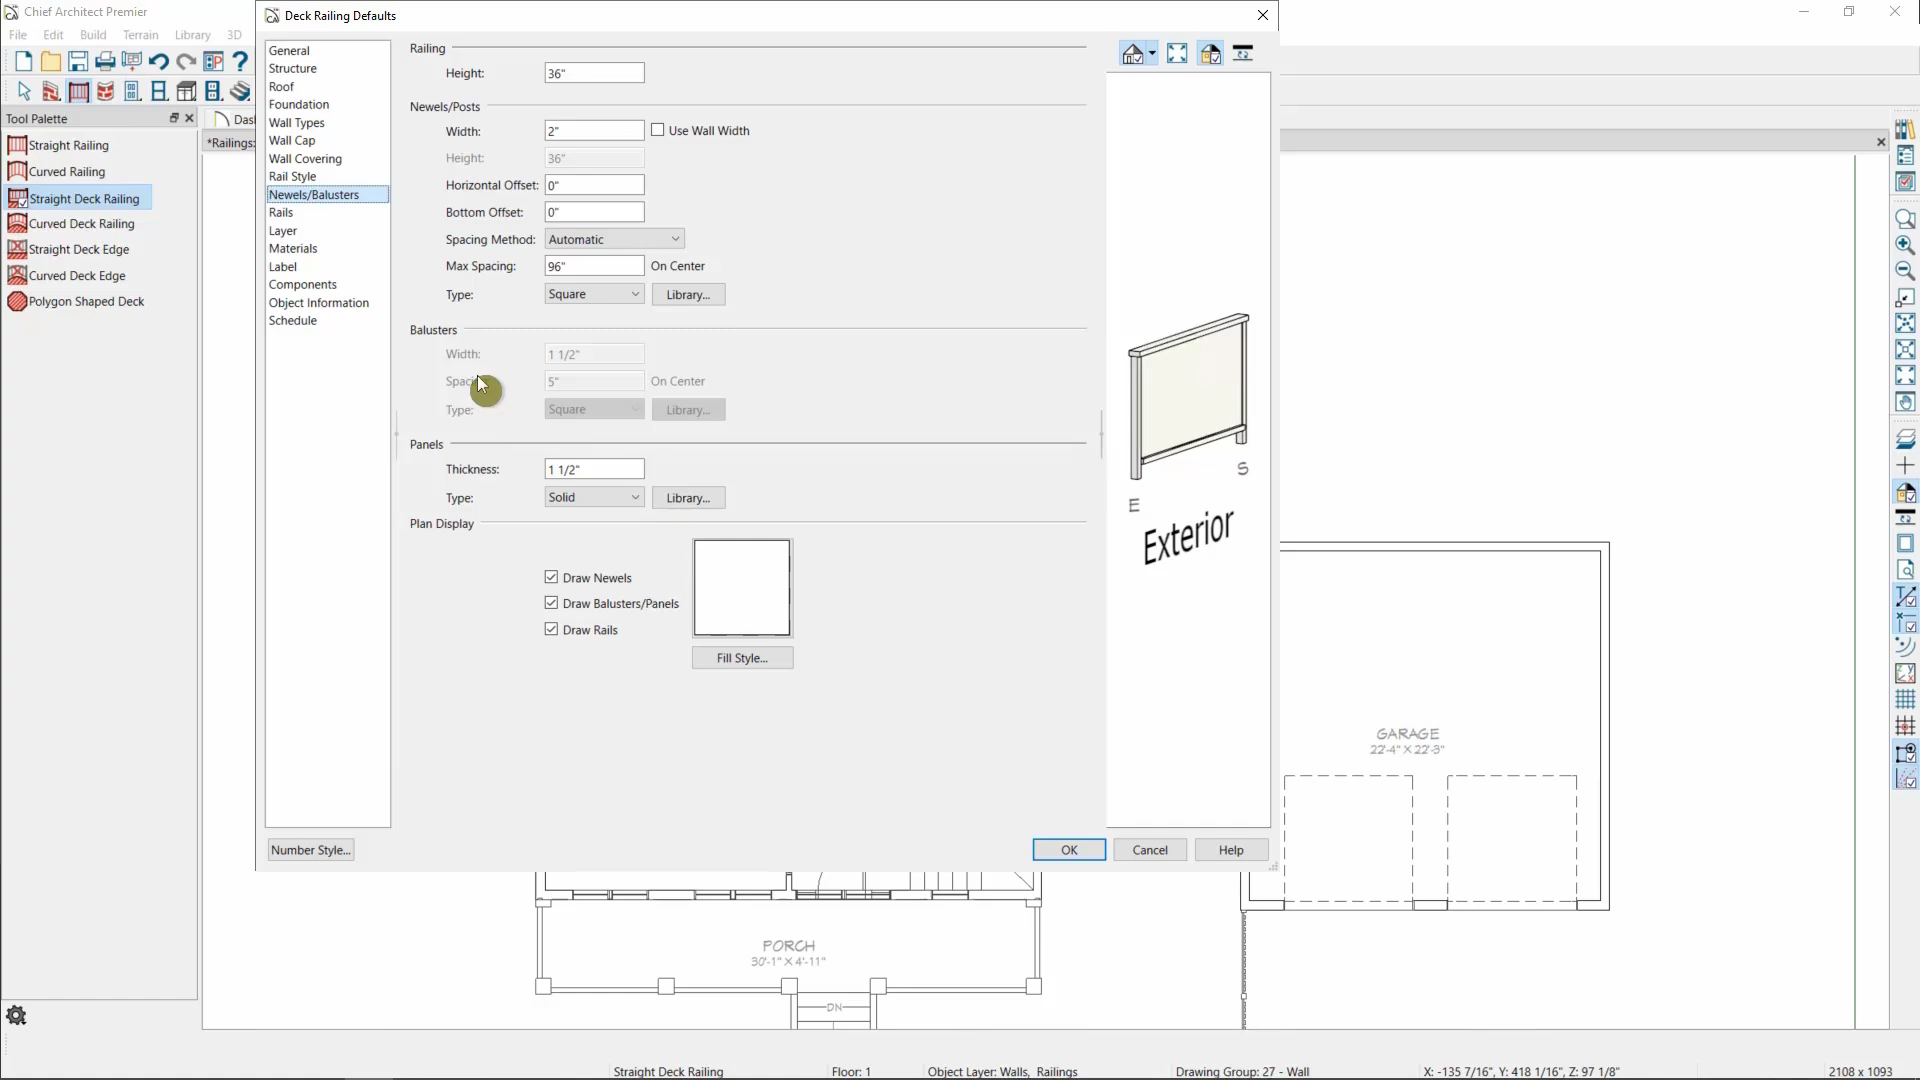 Chief Architect Premier
Deck Railing Defaults
File Edit Build Terrain Library 3D
Tool Palette
Das
*Railings:
Straight Railing
Curved Railing
Straight Deck Railing
Curved Deck Railing
Straight Deck Edge
Curved Deck Edge
Polygon Shaped Deck
General
Structure
Roof
Foundation
Wall Types
Wall Cap
Wall Covering
Rail Style
Newels/Balusters
Rails
Layer
Materials
Label
Components
Object Information
Schedule
Railing
Height: 36"
Newels/Posts
Width: 2" Use Wall Width
Height: 36"
Horizontal Offset: 0"
Bottom Offset: 0"
Spacing Method: Automatic
Max Spacing: 96" On Center
Type: Square Library...
Balusters
Width: 1 1/2"
Spaci 5" On Center
Type: Square Library...
Panels
Thickness: 1 1/2"
Type: Solid Library...
Plan Display
Draw Newels
Draw Balusters/Panels
Draw Rails
Fill Style...
S
E
Exterior
Number Style...
OK Cancel Help
GARAGE
22'-4" X 22'-3"
PORCH
30'-1" X 4'-11"
DN
Straight Deck Railing Floor: 1 Object Layer: Walls, Railings Drawing Group: 27 - Wall X: -135 7/16", Y: 418 1/16", Z: 97 1/8" 2108 x 1093